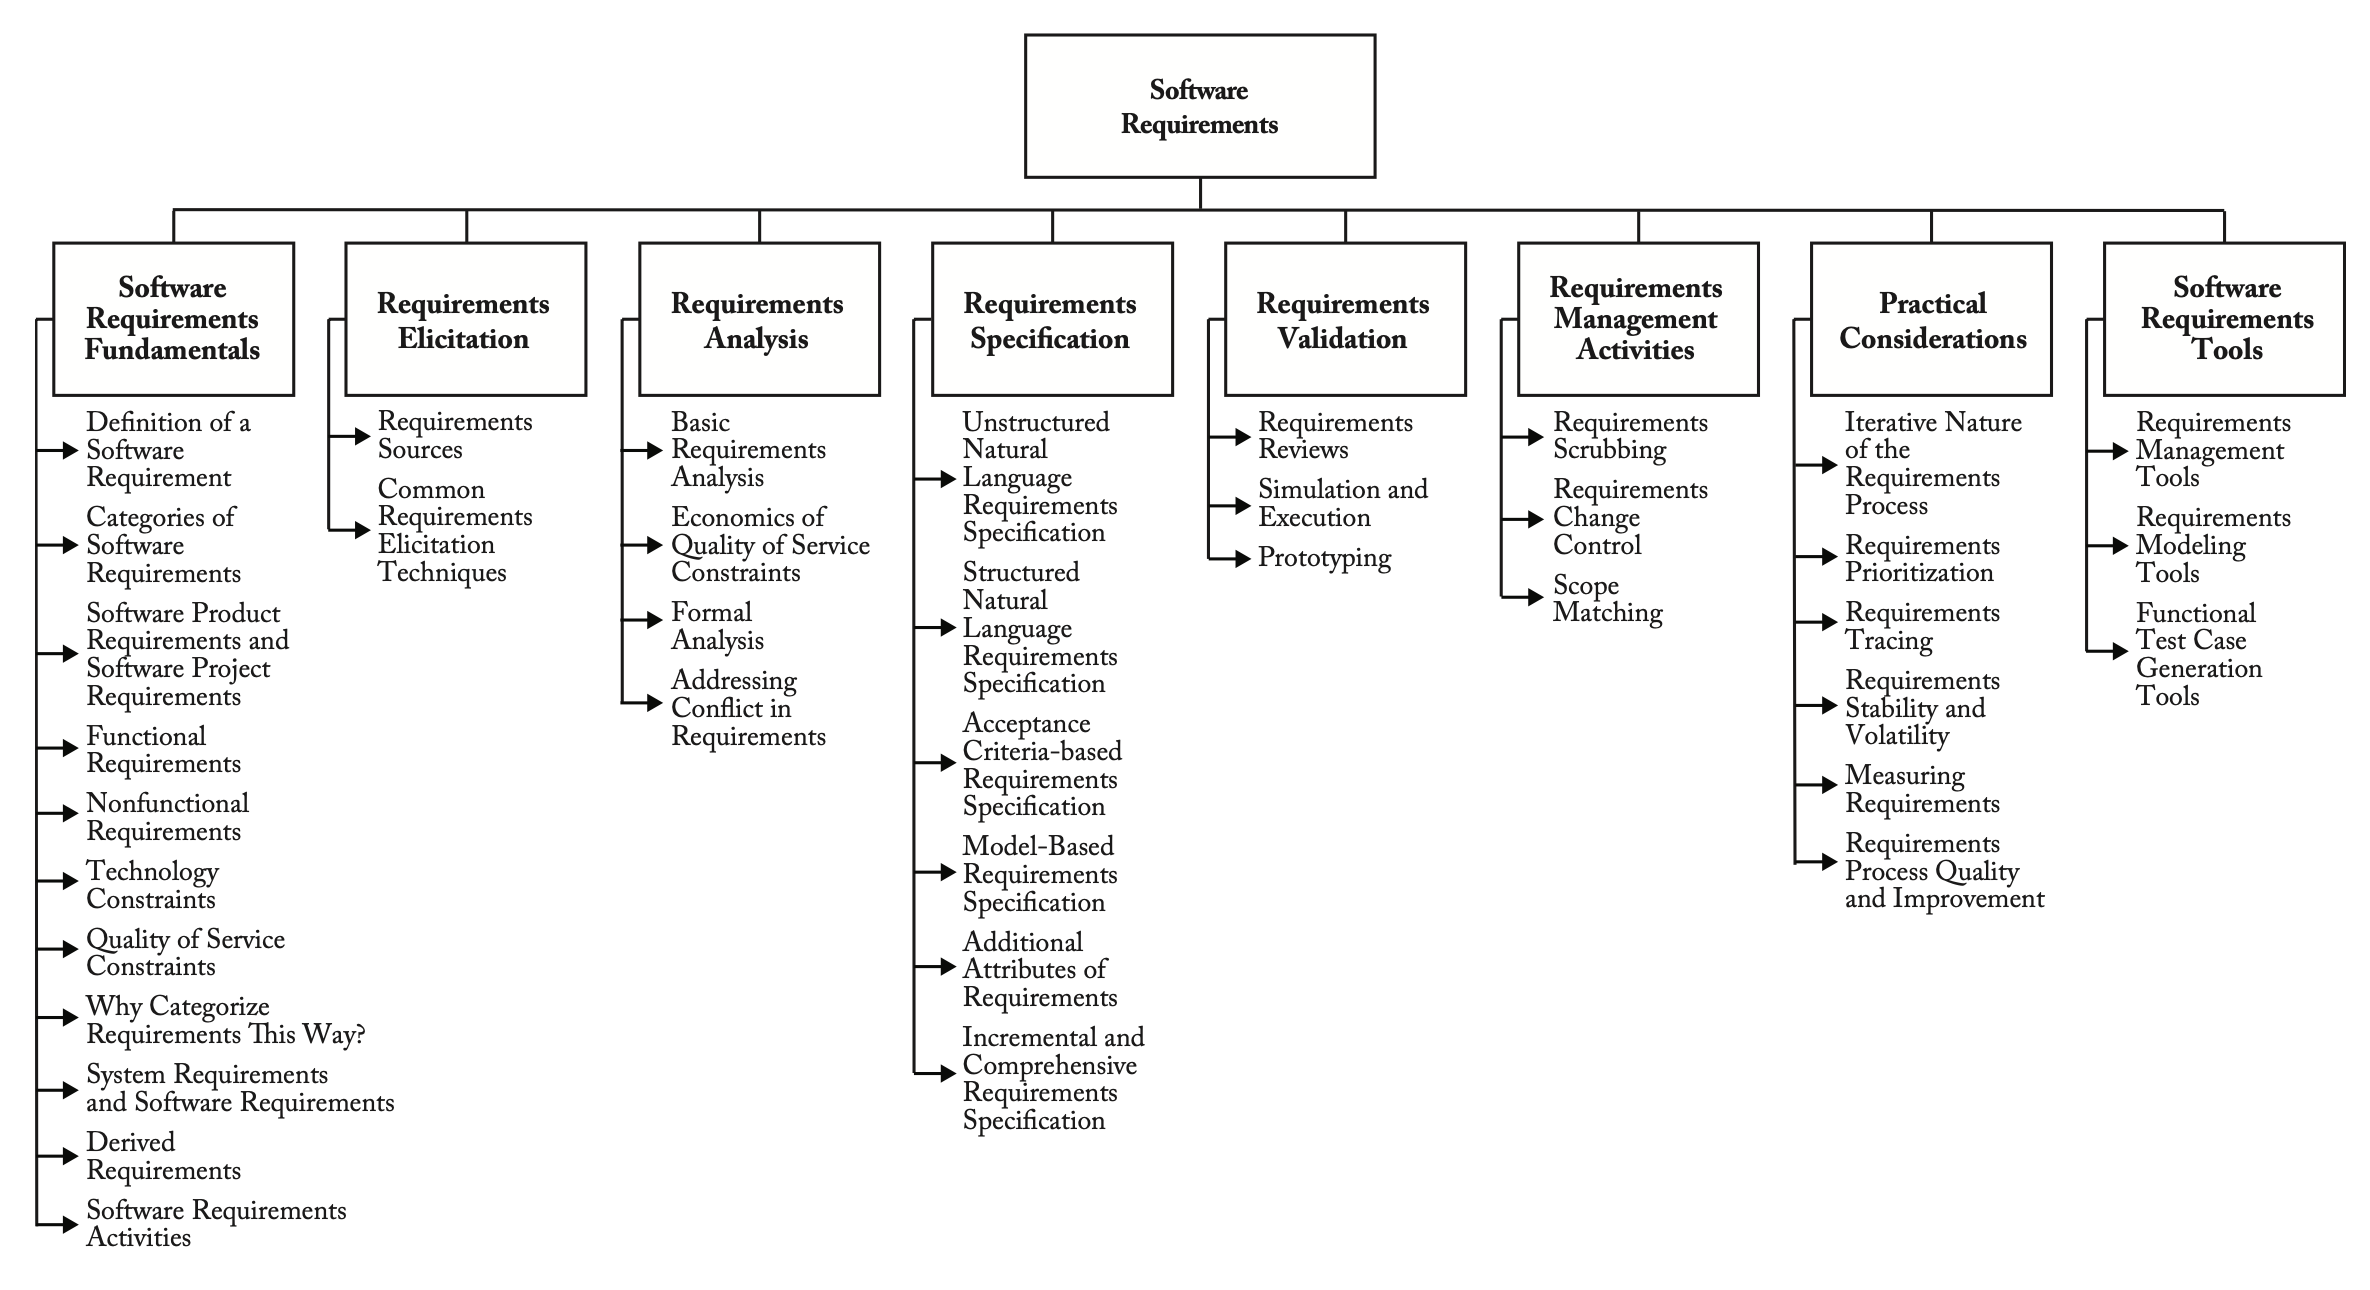 Software
Requirements
Software
Requirements
Fundamentals
Definition of a
Software
Requirement
Categories of
Software
Requirements
Software Product
Requirements and
Software Project
Requirements
Functional
Requirements
Nonfunctional
Requirements
Technology
Constraints
Quality of Service
Constraints
Why Categorize
Requirements This Way?
System Requirements
and Software Requirements
Derived
Requirements
Software Requirements
Activities
Requirements
Elicitation
Requirements
Sources
Common
Requirements
Elicitation
Techniques
Requirements
Analysis
Basic
Requirements
Analysis
Economics of
Quality of Service
Constraints
Formal
Analysis
Addressing
Conflict in
Requirements
Requirements
Specification
Unstructured
Natural
Language
Requirements
Specification
Structured
Natural
Language
Requirements
Specification
Acceptance
Criteria-based
Requirements
Specification
Model-Based
Requirements
Specification
Additional
Attributes of
Requirements
Incremental and
Comprehensive
Requirements
Specification
Requirements
Validation
Requirements
Reviews
Simulation and
Execution
Prototyping
Requirements
Management
Activities
Requirements
Scrubbing
Requirements
Change
Control
Scope
Matching
Practical
Considerations
Iterative Nature
of the
Requirements
Process
Requirements
Prioritization
Requirements
Tracing
Requirements
Stability and
Volatility
Measuring
Requirements
Requirements
Process Quality
and Improvement
Software
Requirements
Tools
Requirements
Management
Tools
Requirements
Modeling
Tools
Functional
Test Case
Generation
Tools